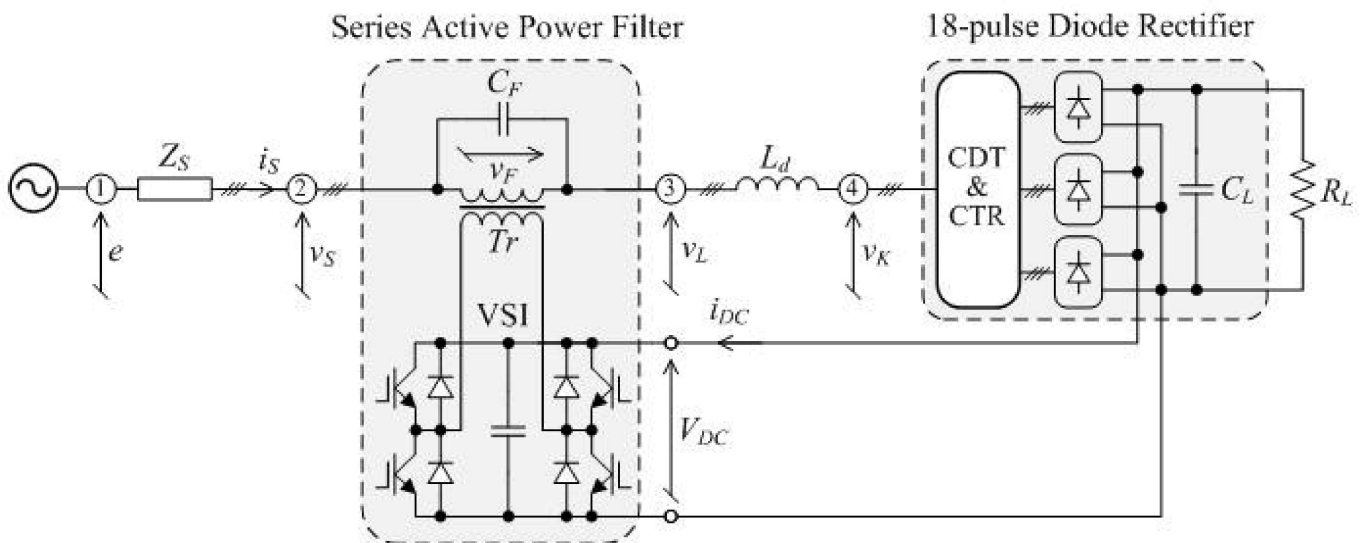 Series Active Power Filter
18-pulse Diode Rectifier
C_F
Z_S
i_S
v_F
L_d
CDT
&
CTR
C_L
R_L
1
2
3
4
e
v_S
Tr
v_L
v_K
VSI
i_DC
V_DC